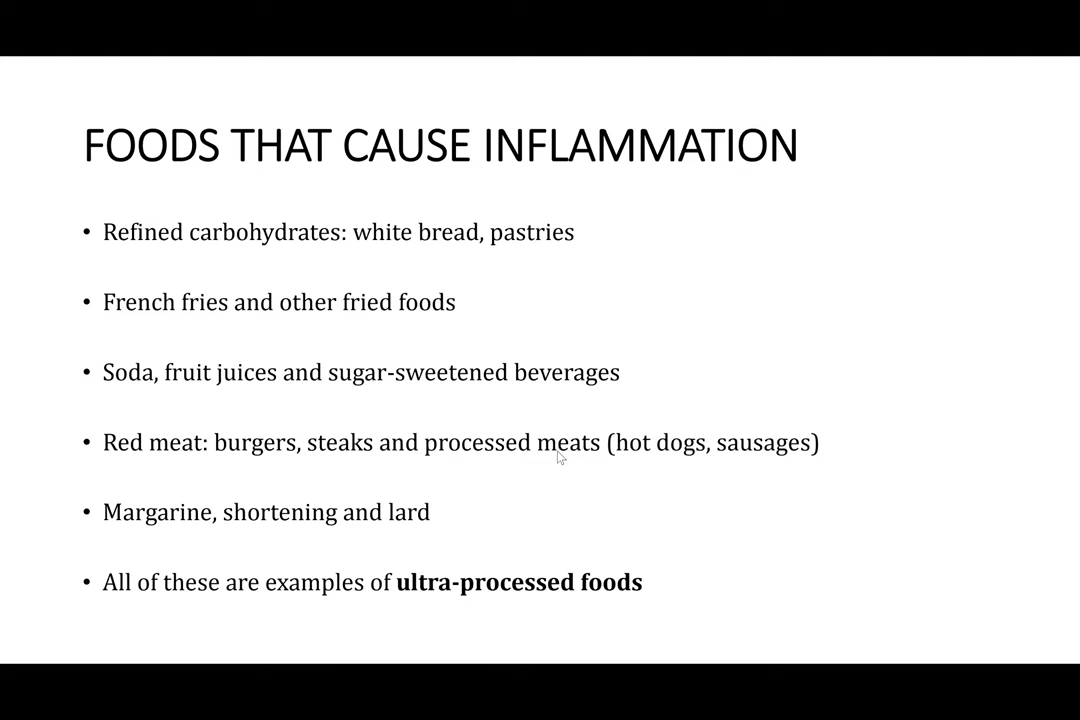 FOODS THAT CAUSE INFLAMMATION
• Refined carbohydrates: white bread, pastries
• French fries and other fried foods
• Soda, fruit juices and sugar-sweetened beverages
• Red meat: burgers, steaks and processed meats (hot dogs, sausages)
• Margarine, shortening and lard
• All of these are examples of ultra-processed foods